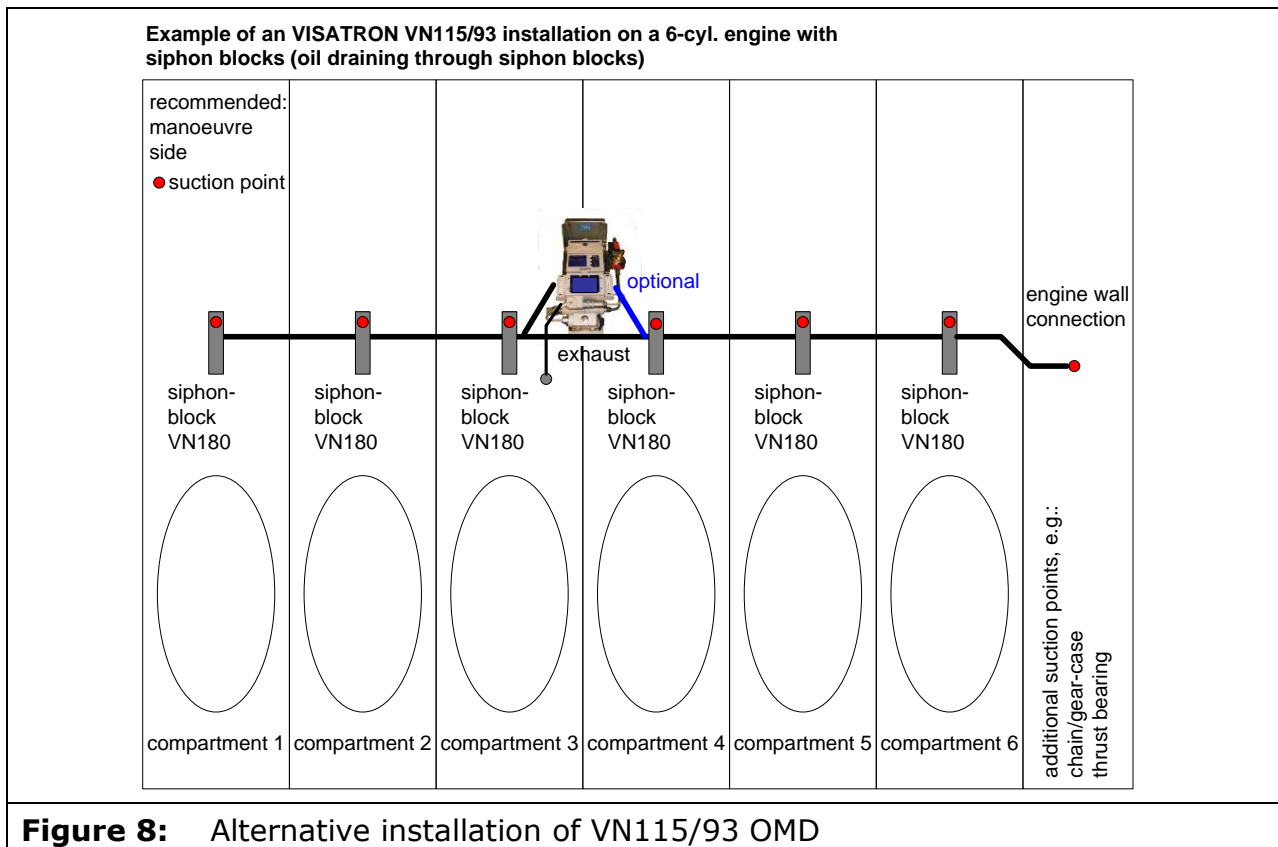 Example of an VISATRON VN115/93 installation on a 6-cyl. engine with
siphon blocks (oil draining through siphon blocks)
recommended:
manoeuvre
side
suction point
optional
engine wall
connection
exhaust
siphon-
block
VN180
siphon-
block
VN180
siphon-
block
VN180
siphon-
block
VN180
siphon-
block
VN180
siphon-
block
VN180
additional suction points, e.g.:
chain/gear-case
thrust bearing
compartment 1
compartment 2
compartment 3
compartment 4
compartment 5
compartment 6
Figure 8: Alternative installation of VN115/93 OMD